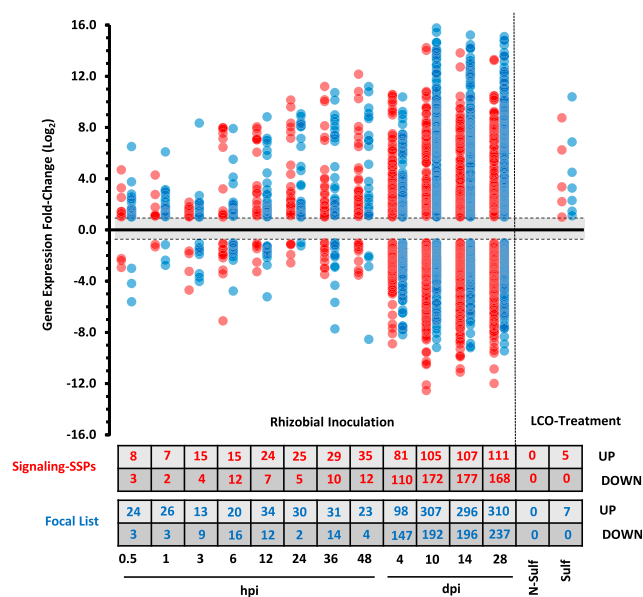 16.0
12.0
8.0
4.0
0.0
-4.0
-8.0
-12.0
-16.0
Gene Expression Fold-Change (Log2)
Rhizobial Inoculation LCO-Treatment
Signaling-SSPs
8 7 15 15 24 25 29 35 81 105 107 111 0 5 UP
3 2 4 12 7 5 10 12 110 172 177 168 0 0 DOWN
Focal List
24 26 13 20 34 30 31 23 98 307 296 310 0 7 UP
3 3 9 16 12 2 14 4 147 192 196 237 0 0 DOWN
0.5 1 3 6 12 24 36 48 4 10 14 28 N-Sulf Sulf
hpi dpi